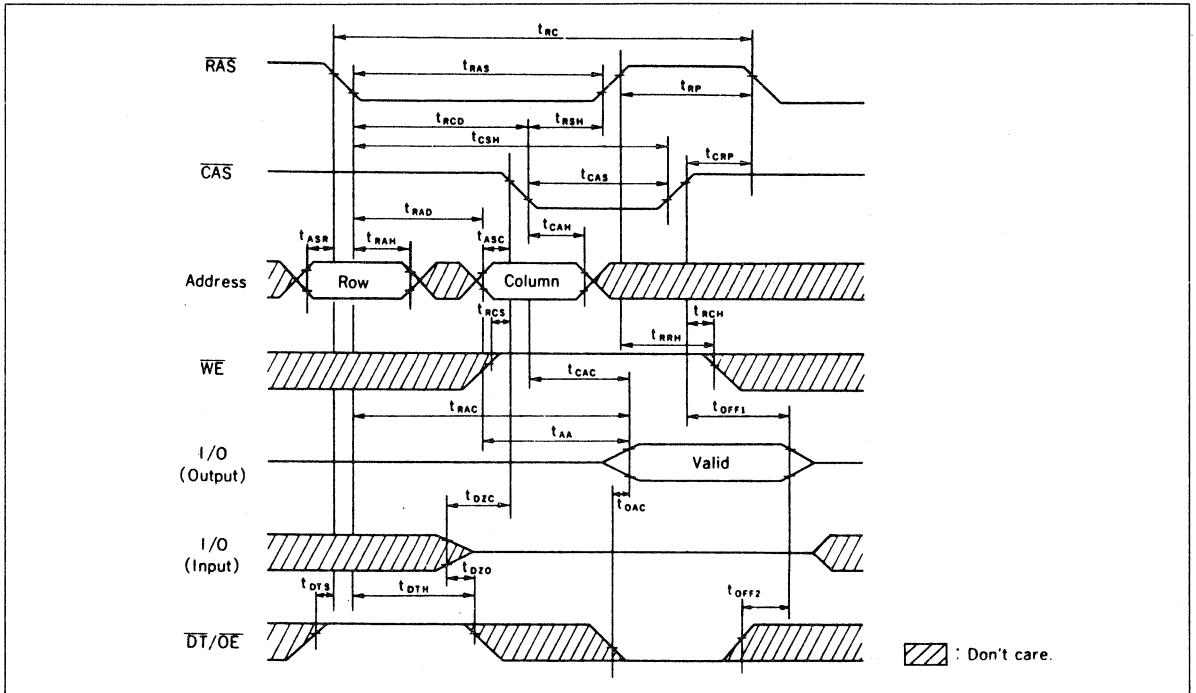 tRC
RAS
tRAS
tRP
tRCD
tRSH
tCSH
tCRP
CAS
tCAS
tRAD
tCAH
tASR
tRAH
tASC
Address
Row
Column
tRCS
tRCH
tRRH
WE
tCAC
tRAC
tOFF1
tAA
I/O
(Output)
Valid
tDZC
tOAC
I/O
(Input)
tDZO
tDTS
tDTH
tOFF2
DT/OE
: Don't care.